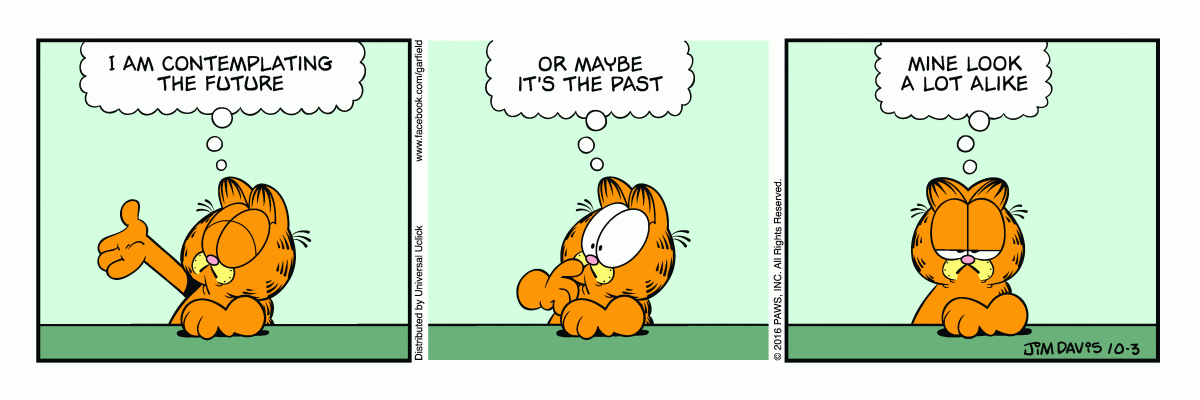 I AM CONTEMPLATING
THE FUTURE
www.facebook.com/garfield
Distributed by Universal Uclick
OR MAYBE
IT'S THE PAST
© 2016 PAWS, INC. All Rights Reserved.
MINE LOOK
A LOT ALIKE
JIM DAVIS 10-3